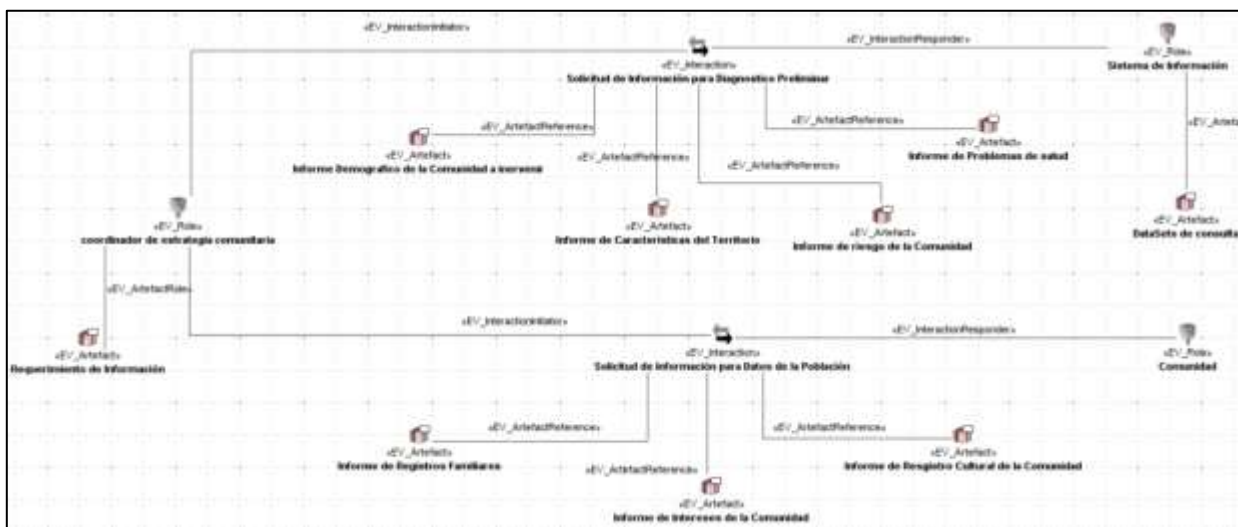 «EV_InteractionInitiator»
«EV_InteractionResponder»
«EV_Role»
Sistema de Información
«EV_Interaction»
Solicitud de Información para Diagnostico Preliminar
«EV_ArtefactReference»
«EV_ArtefactReference»
«EV_Artefa
«EV_Artefact»
Informe Demografico de la Comunidad a inervenir
«EV_ArtefactReference»
«EV_Artefact»
Informe de Problemas de salud
«EV_ArtefactReference»
«EV_Role»
coordinador de estrategia comunitaria
«EV_Artefact»
Informe de Caracteristicas del Territorio
«EV_Artefact»
Informe de riesgo de la Comunidad
«EV_Artefact»
DataSets de consulta
«EV_ArtefactRole»
«EV_InteractionInitiator»
«EV_InteractionResponder»
«EV_Artefact»
Requerimiento de Información
«EV_Interaction»
Solicitud de Información para Datos de la Población
«EV_Role»
Comunidad
«EV_ArtefactReference»
«EV_ArtefactReference»
«EV_Artefact»
Informe de Registros Familiares
«EV_ArtefactReference»
«EV_Artefact»
Informe de Resgistro Cultural de la Comunidad
«EV_Artefact»
Informe de Intereses de la Comunidad